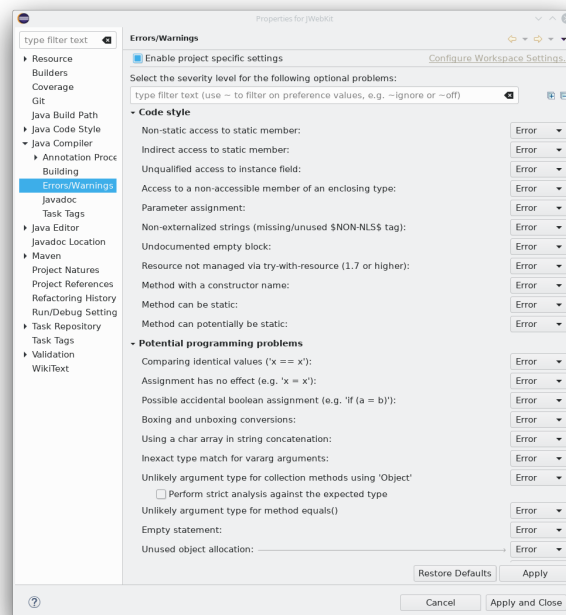 Properties for JWebKit
type filter text
Errors/Warnings
Resource
Builders
Coverage
Git
Java Build Path
Java Code Style
Java Compiler
Annotation Proce
Building
Errors/Warnings
Javadoc
Task Tags
Java Editor
Javadoc Location
Maven
Project Natures
Project References
Refactoring History
Run/Debug Setting
Task Repository
Task Tags
Validation
WikiText
Enable project specific settings Configure Workspace Settings.
Select the severity level for the following optional problems:
type filter text (use ~ to filter on preference values, e.g. ~ignore or ~off)
Code style
Non-static access to static member: Error
Indirect access to static member: Error
Unqualified access to instance field: Error
Access to a non-accessible member of an enclosing type: Error
Parameter assignment: Error
Non-externalized strings (missing/unused $NON-NLS$ tag): Error
Undocumented empty block: Error
Resource not managed via try-with-resource (1.7 or higher): Error
Method with a constructor name: Error
Method can be static: Error
Method can potentially be static: Error
Potential programming problems
Comparing identical values ('x == x'): Error
Assignment has no effect (e.g. 'x = x'): Error
Possible accidental boolean assignment (e.g. 'if (a = b)'): Error
Boxing and unboxing conversions: Error
Using a char array in string concatenation: Error
Inexact type match for vararg arguments: Error
Unlikely argument type for collection methods using 'Object' Error
Perform strict analysis against the expected type
Unlikely argument type for method equals() Error
Empty statement: Error
Unused object allocation: Error
Restore Defaults Apply
? Cancel Apply and Close